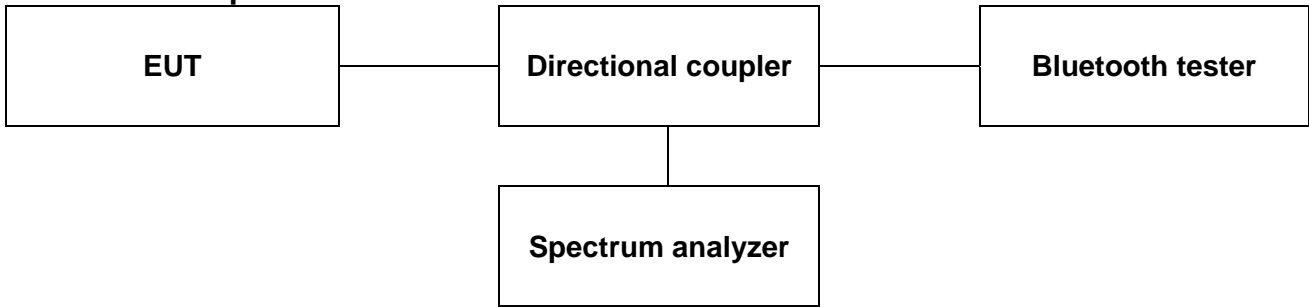 EUT
Directional coupler
Bluetooth tester
Spectrum analyzer